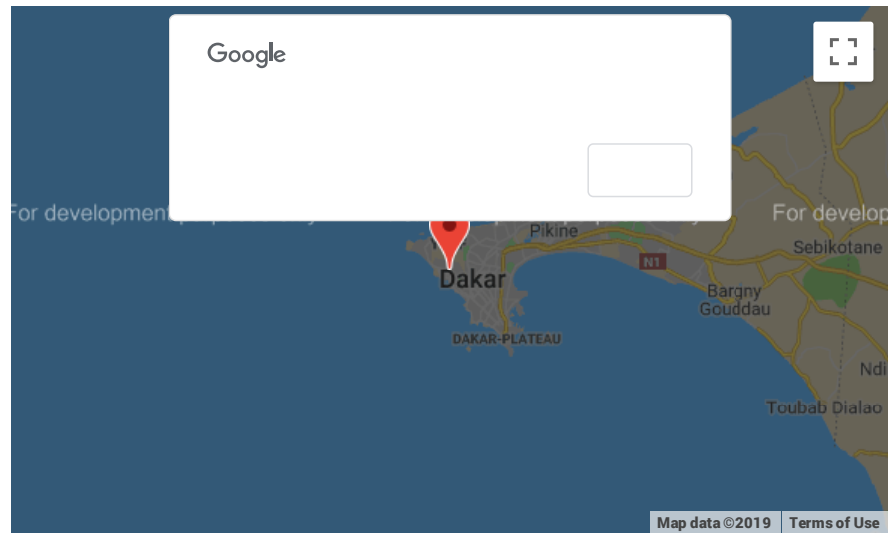 Google
For development
For develop
Pikine
Sebikotane
N1
Dakar
Bargny
Gouddau
DAKAR-PLATEAU
Ndi
Toubab Dialao
Map data ©2019
Terms of Use